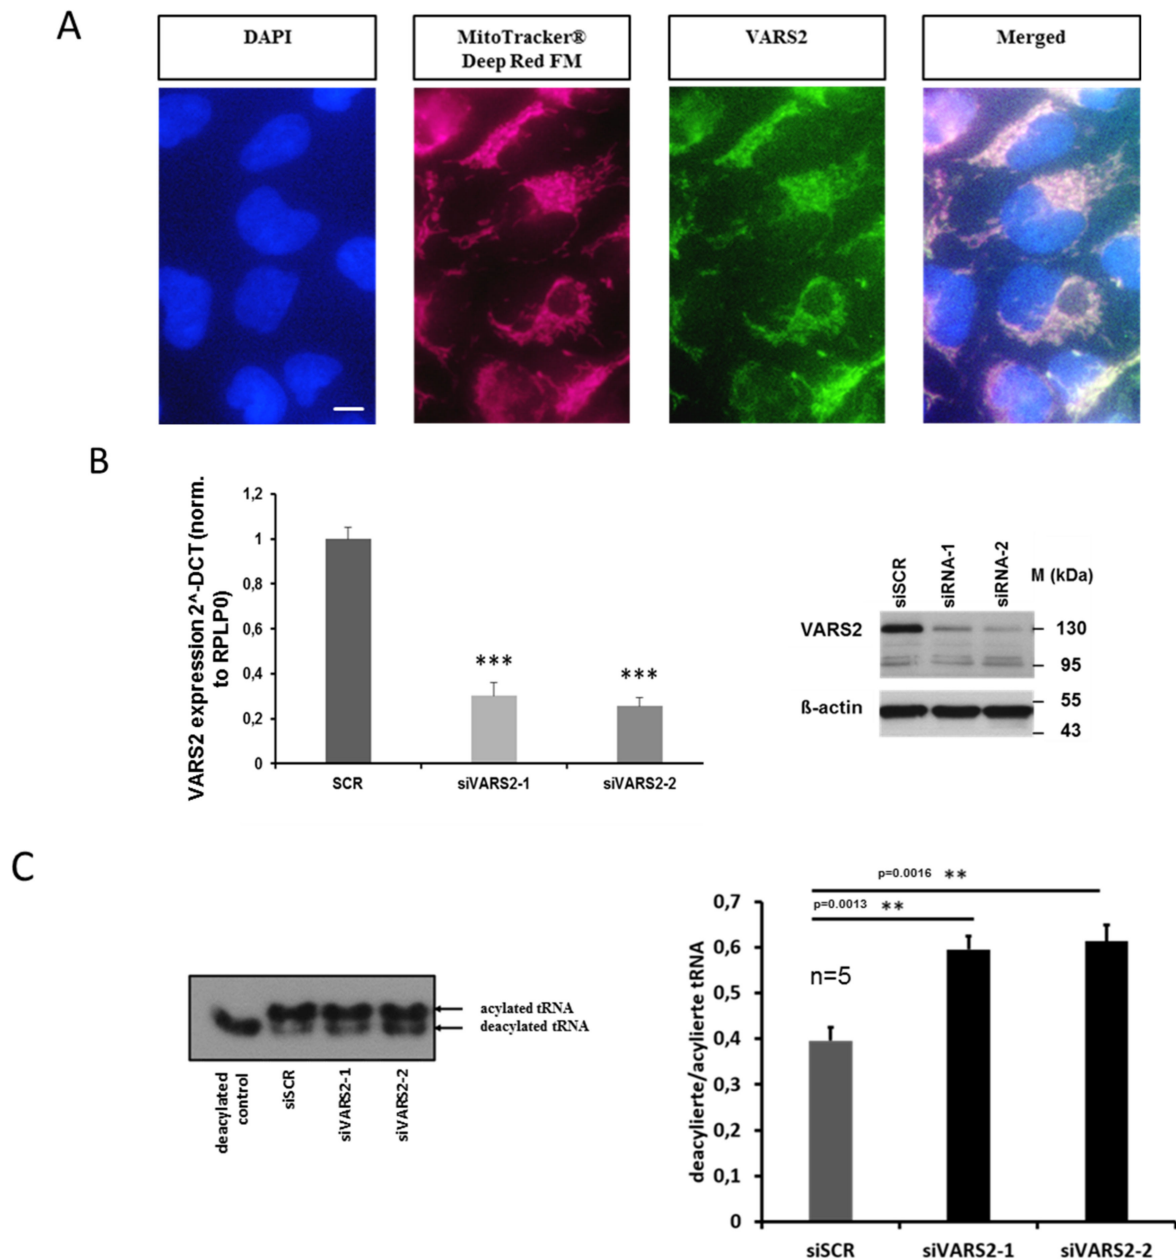 A
DAPI
MitoTracker®
Deep Red FM
VARS2
Merged
B
VARS2 expression 2^-DCT (norm.
to RPLP0)
1,2
1
0,8
0,6
0,4
0,2
0
***
***
SCR
siVARS2-1
siVARS2-2
siSCR
siRNA-1
siRNA-2
M (kDa)
VARS2
130
95
ß-actin
55
43
C
acylated tRNA
deacylated tRNA
deacylated
control
siSCR
siVARS2-1
siVARS2-2
deacylierte/acylierte tRNA
0,7
0,6
0,5
0,4
0,3
0,2
0,1
0
p=0.0016 **
p=0.0013 **
n=5
siSCR
siVARS2-1
siVARS2-2